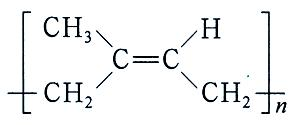 CH₃ H
C=C
CH₂ CH₂
n